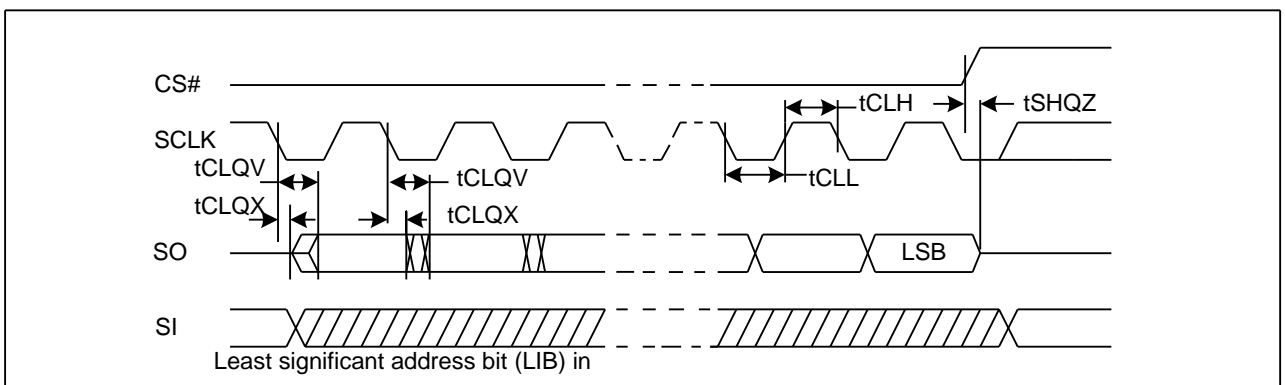 CS#
tCLH
tSHQZ
SCLK
tCLQV
tCLQV
tCLL
tCLQX
tCLQX
SO
LSB
SI
Least significant address bit (LIB) in